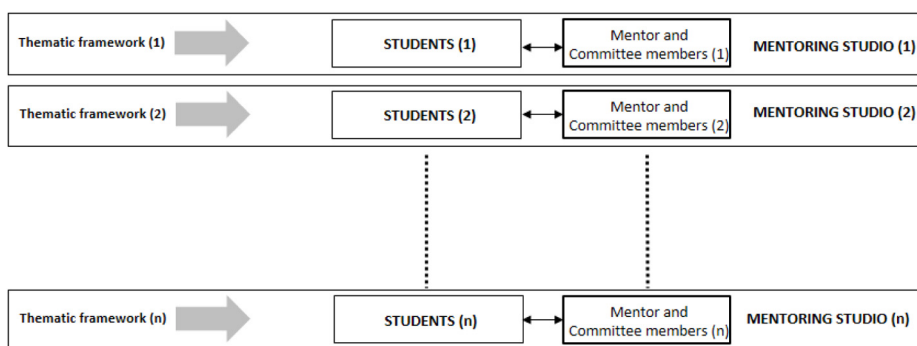 Thematic framework (1)
STUDENTS (1)
Mentor and
Committee members (1)
MENTORING STUDIO (1)
Thematic framework (2)
STUDENTS (2)
Mentor and
Committee members (2)
MENTORING STUDIO (2)
Thematic framework (n)
STUDENTS (n)
Mentor and
Committee members (n)
MENTORING STUDIO (n)